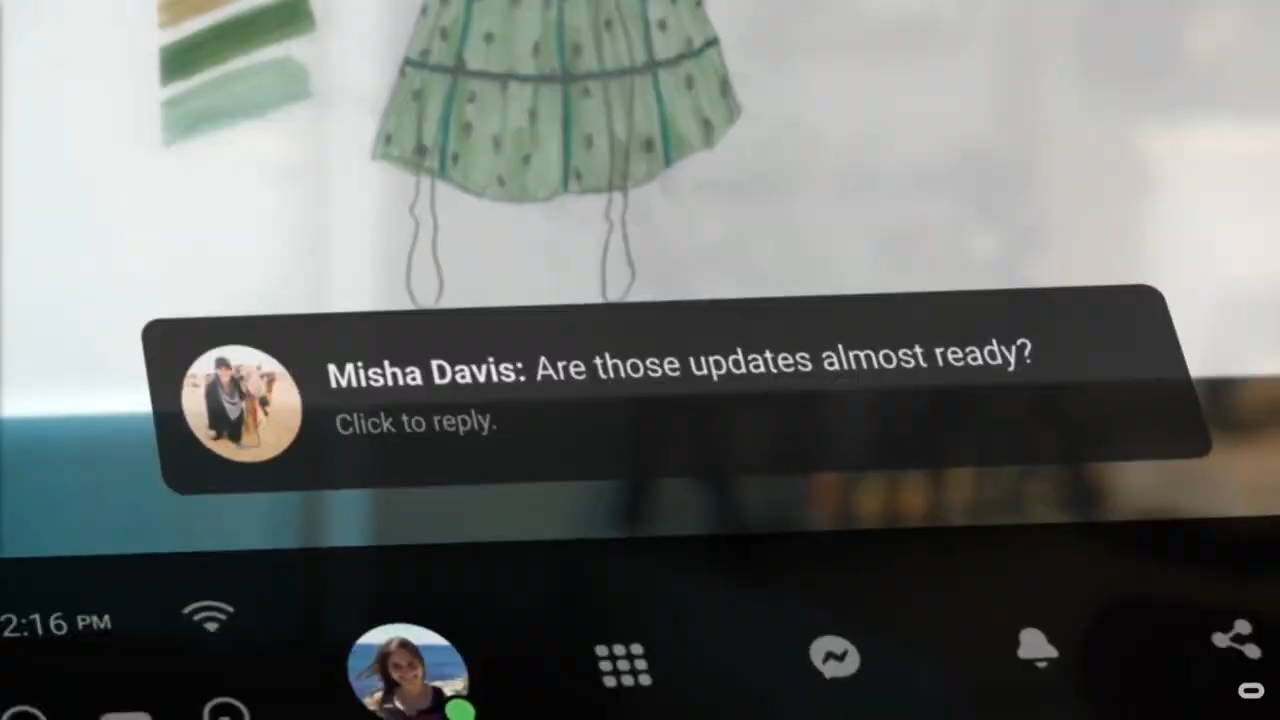 Misha Davis: Are those updates almost ready?
Click to reply.
2:16 PM